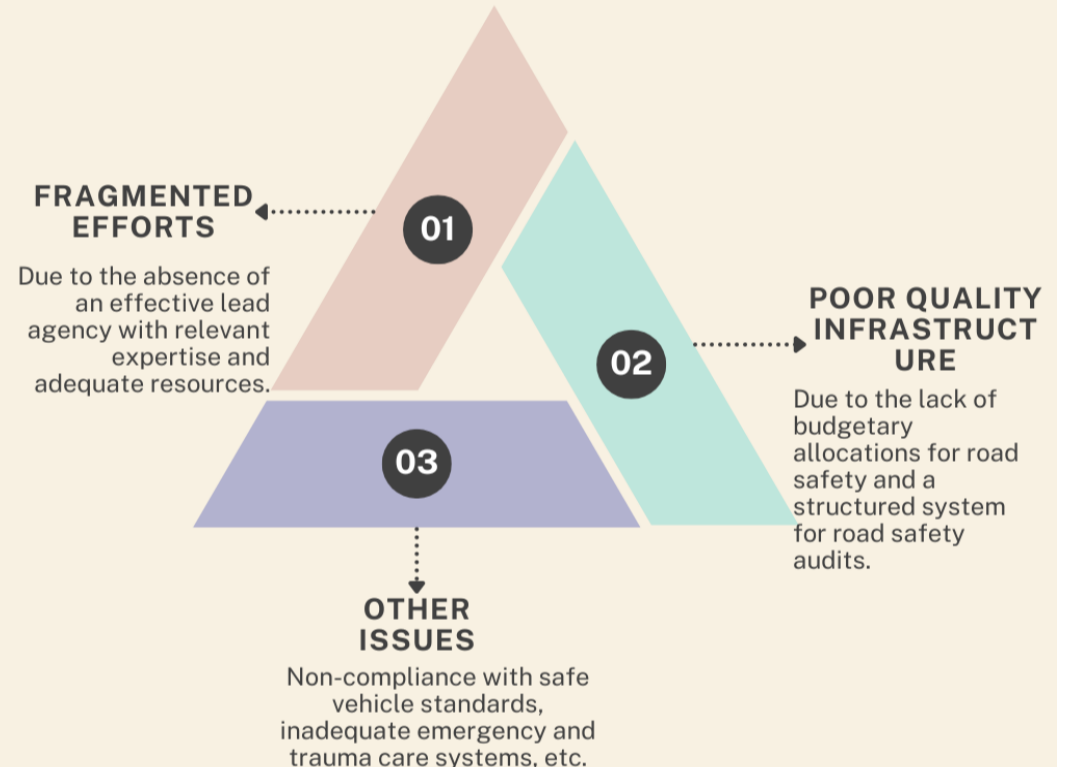 FRAGMENTED
EFFORTS
Due to the absence of
an effective lead
agency with relevant
expertise and
adequate resources.
01
02
POOR QUALITY
INFRASTRUCT
URE
Due to the lack of
budgetary
allocations for road
safety and a
structured system
for road safety
audits.
03
OTHER
ISSUES
Non-compliance with safe
vehicle standards,
inadequate emergency and
trauma care systems, etc.